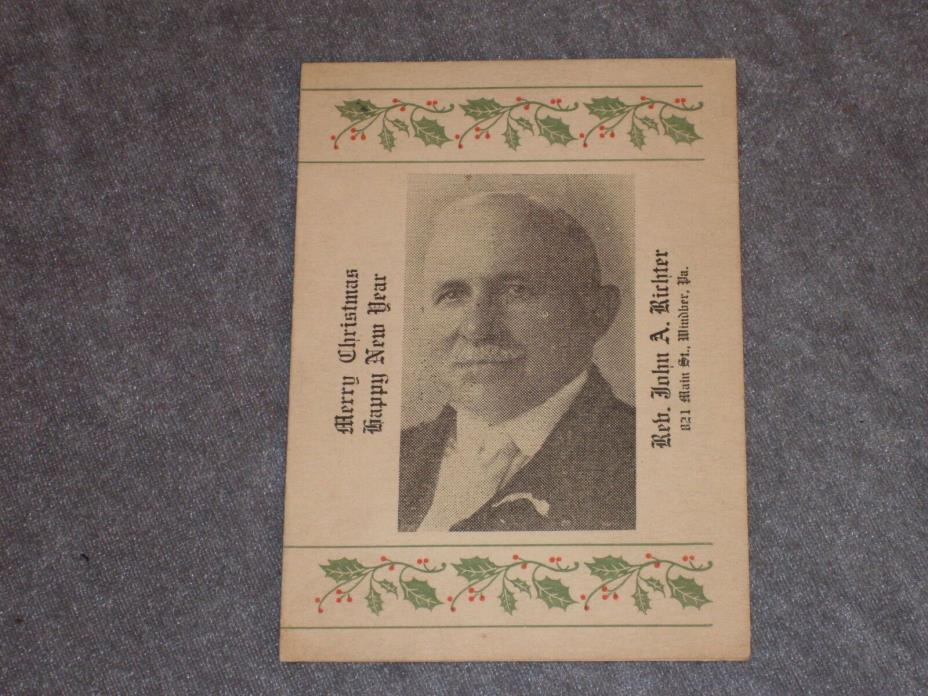 Merry Christmas
Happy New Year
Rev. John A. Richter
821 Main St., Windber, Pa.